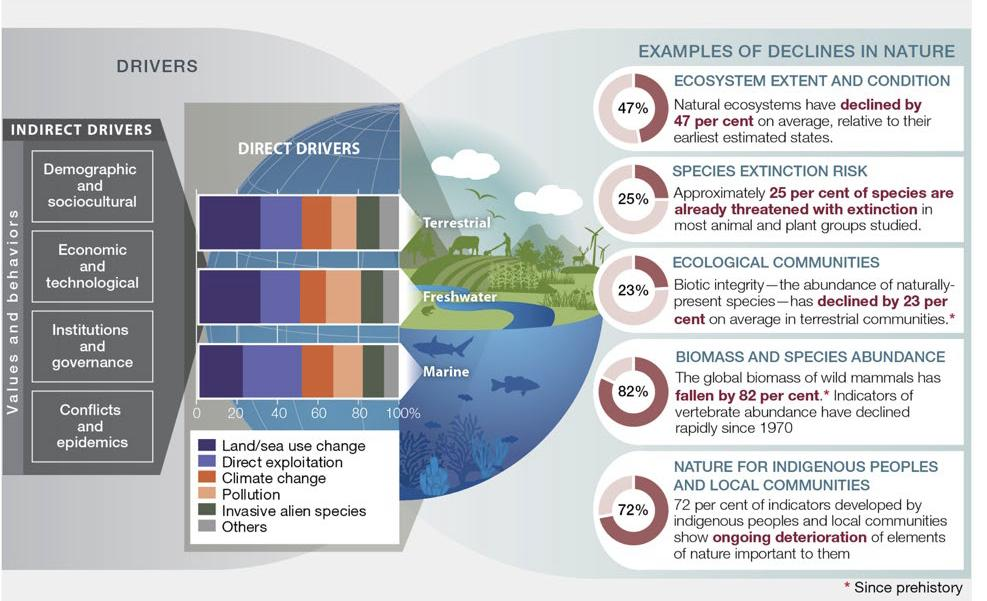 DRIVERS
INDIRECT DRIVERS
Values and behaviors
Demographic
and
sociocultural
Economic
and
technological
Institutions
and
governance
Conflicts
and
epidemics
DIRECT DRIVERS
Terrestrial
Freshwater
Marine
0 20 40 60 80 100%
Land/sea use change
Direct exploitation
Climate change
Pollution
Invasive alien species
Others
EXAMPLES OF DECLINES IN NATURE
47%
ECOSYSTEM EXTENT AND CONDITION
Natural ecosystems have declined by
47 per cent on average, relative to their
earliest estimated states.
25%
SPECIES EXTINCTION RISK
Approximately 25 per cent of species are
already threatened with extinction in
most animal and plant groups studied.
23%
ECOLOGICAL COMMUNITIES
Biotic integrity—the abundance of naturally-
present species—has declined by 23 per
cent on average in terrestrial communities.*
82%
BIOMASS AND SPECIES ABUNDANCE
The global biomass of wild mammals has
fallen by 82 per cent.* Indicators of
vertebrate abundance have declined
rapidly since 1970
72%
NATURE FOR INDIGENOUS PEOPLES
AND LOCAL COMMUNITIES
72 per cent of indicators developed by
indigenous peoples and local communities
show ongoing deterioration of elements
of nature important to them
* Since prehistory